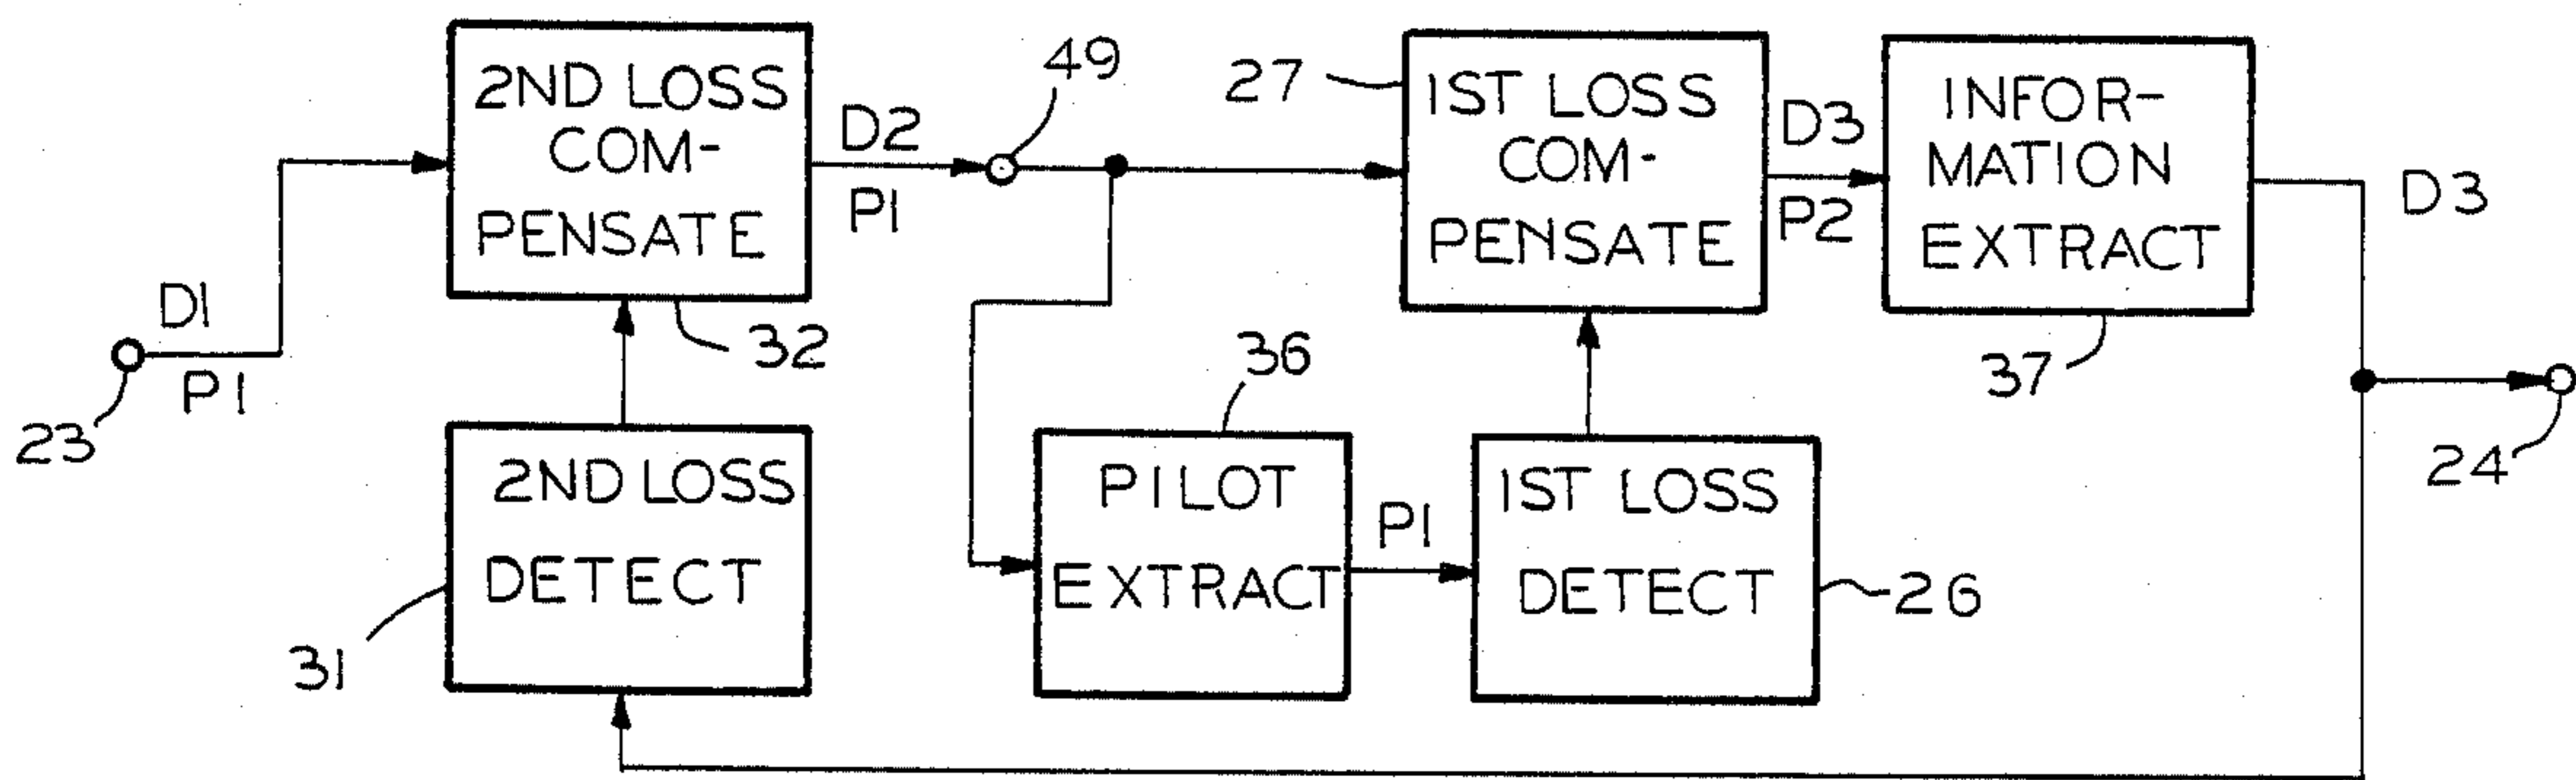 2ND LOSS
COM-
PENSATE
D2
P1
49
27
1ST LOSS
COM-
PENSATE
D3
P2
INFOR-
MATION
EXTRACT
D3
D1
P1
23
32
36
37
24
2ND LOSS
DETECT
31
PILOT
EXTRACT
P1
1ST LOSS
DETECT
26